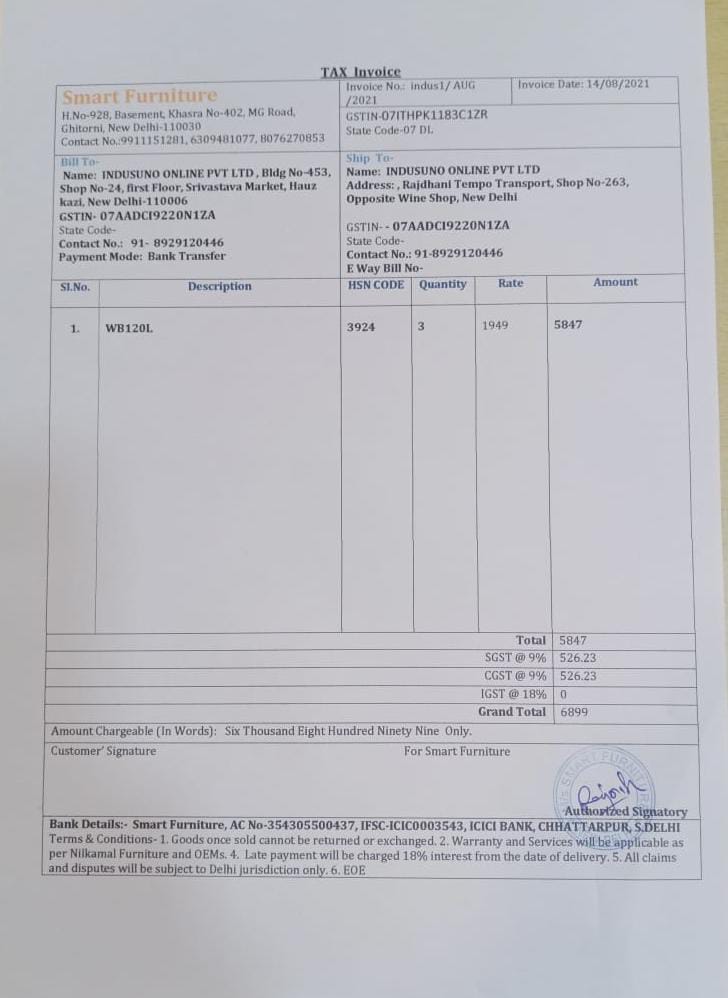 TAX Invoice
Smart Furniture
H.No-928, Basement, Khasra No-402, MG Road,
Ghitorni, New Delhi-110030
Contact No.:9911151281, 6309481077, 8076270853
Invoice No.: indus1/ AUG
/2021
Invoice Date: 14/08/2021
GSTIN-07ITHPK1183C1ZR
State Code-07 DL
Bill To-
Name: INDUSUNO ONLINE PVT LTD , Bldg No-453,
Shop No-24, first Floor, Srivastava Market, Hauz
kazi, New Delhi-110006
GSTIN- 07AADCI9220N1ZA
State Code-
Contact No.: 91- 8929120446
Payment Mode: Bank Transfer
Ship To-
Name: INDUSUNO ONLINE PVT LTD
Address: , Rajdhani Tempo Transport, Shop No-263,
Opposite Wine Shop, New Delhi
GSTIN- - 07AADCI9220N1ZA
State Code-
Contact No.: 91-8929120446
E Way Bill No-
Sl.No. Description HSN CODE Quantity Rate Amount
1. WB120L 3924 3 1949 5847
Total 5847
SGST @ 9% 526.23
CGST @ 9% 526.23
IGST @ 18% 0
Grand Total 6899
Amount Chargeable (In Words): Six Thousand Eight Hundred Ninety Nine Only.
Customer' Signature For Smart Furniture
SMART FURNITURE
Authorized Signatory
Bank Details:- Smart Furniture, AC No-354305500437, IFSC-ICIC0003543, ICICI BANK, CHHATTARPUR, S.DELHI
Terms & Conditions- 1. Goods once sold cannot be returned or exchanged. 2. Warranty and Services will be applicable as
per Nilkamal Furniture and OEMs. 4. Late payment will be charged 18% interest from the date of delivery. 5. All claims
and disputes will be subject to Delhi jurisdiction only. 6. EOE